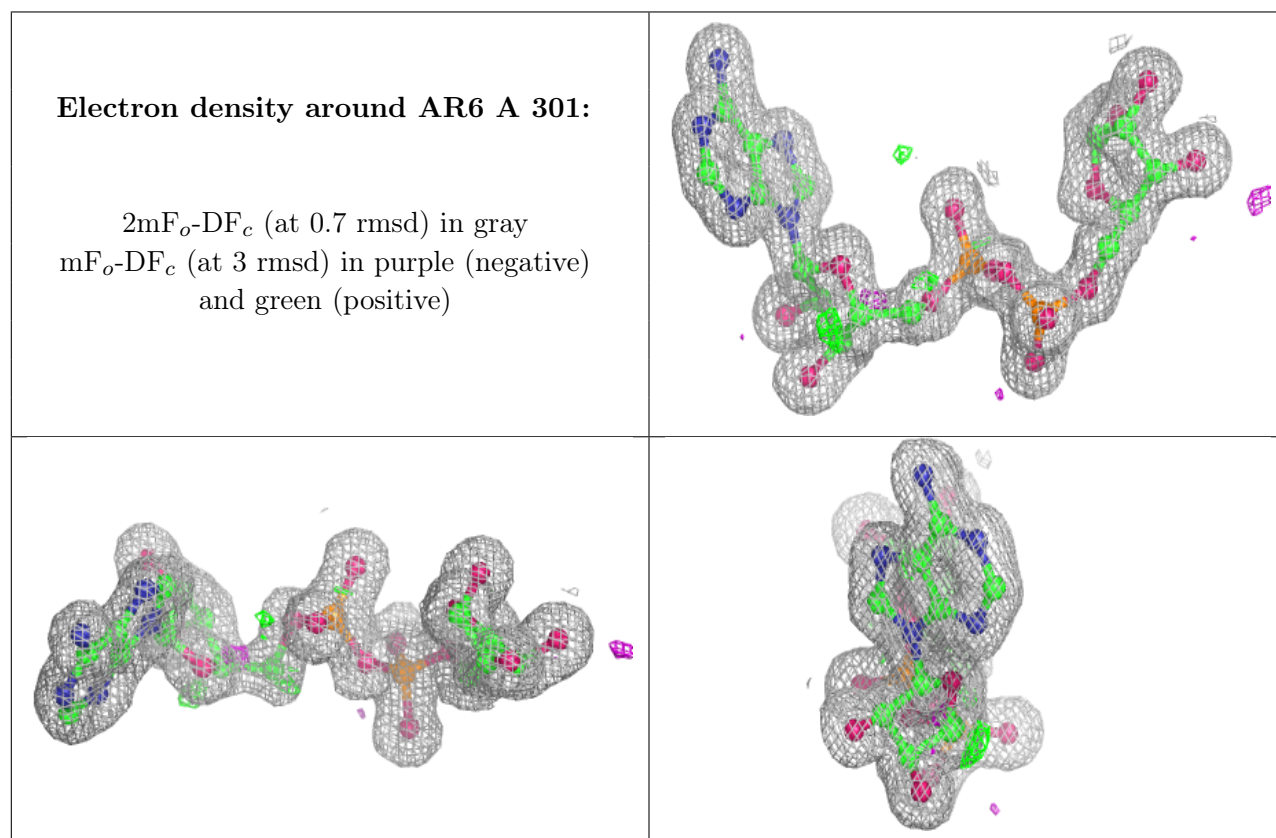 Electron density around AR6 A 301:
2mFo-DFc (at 0.7 rmsd) in gray
mFo-DFc (at 3 rmsd) in purple (negative)
and green (positive)